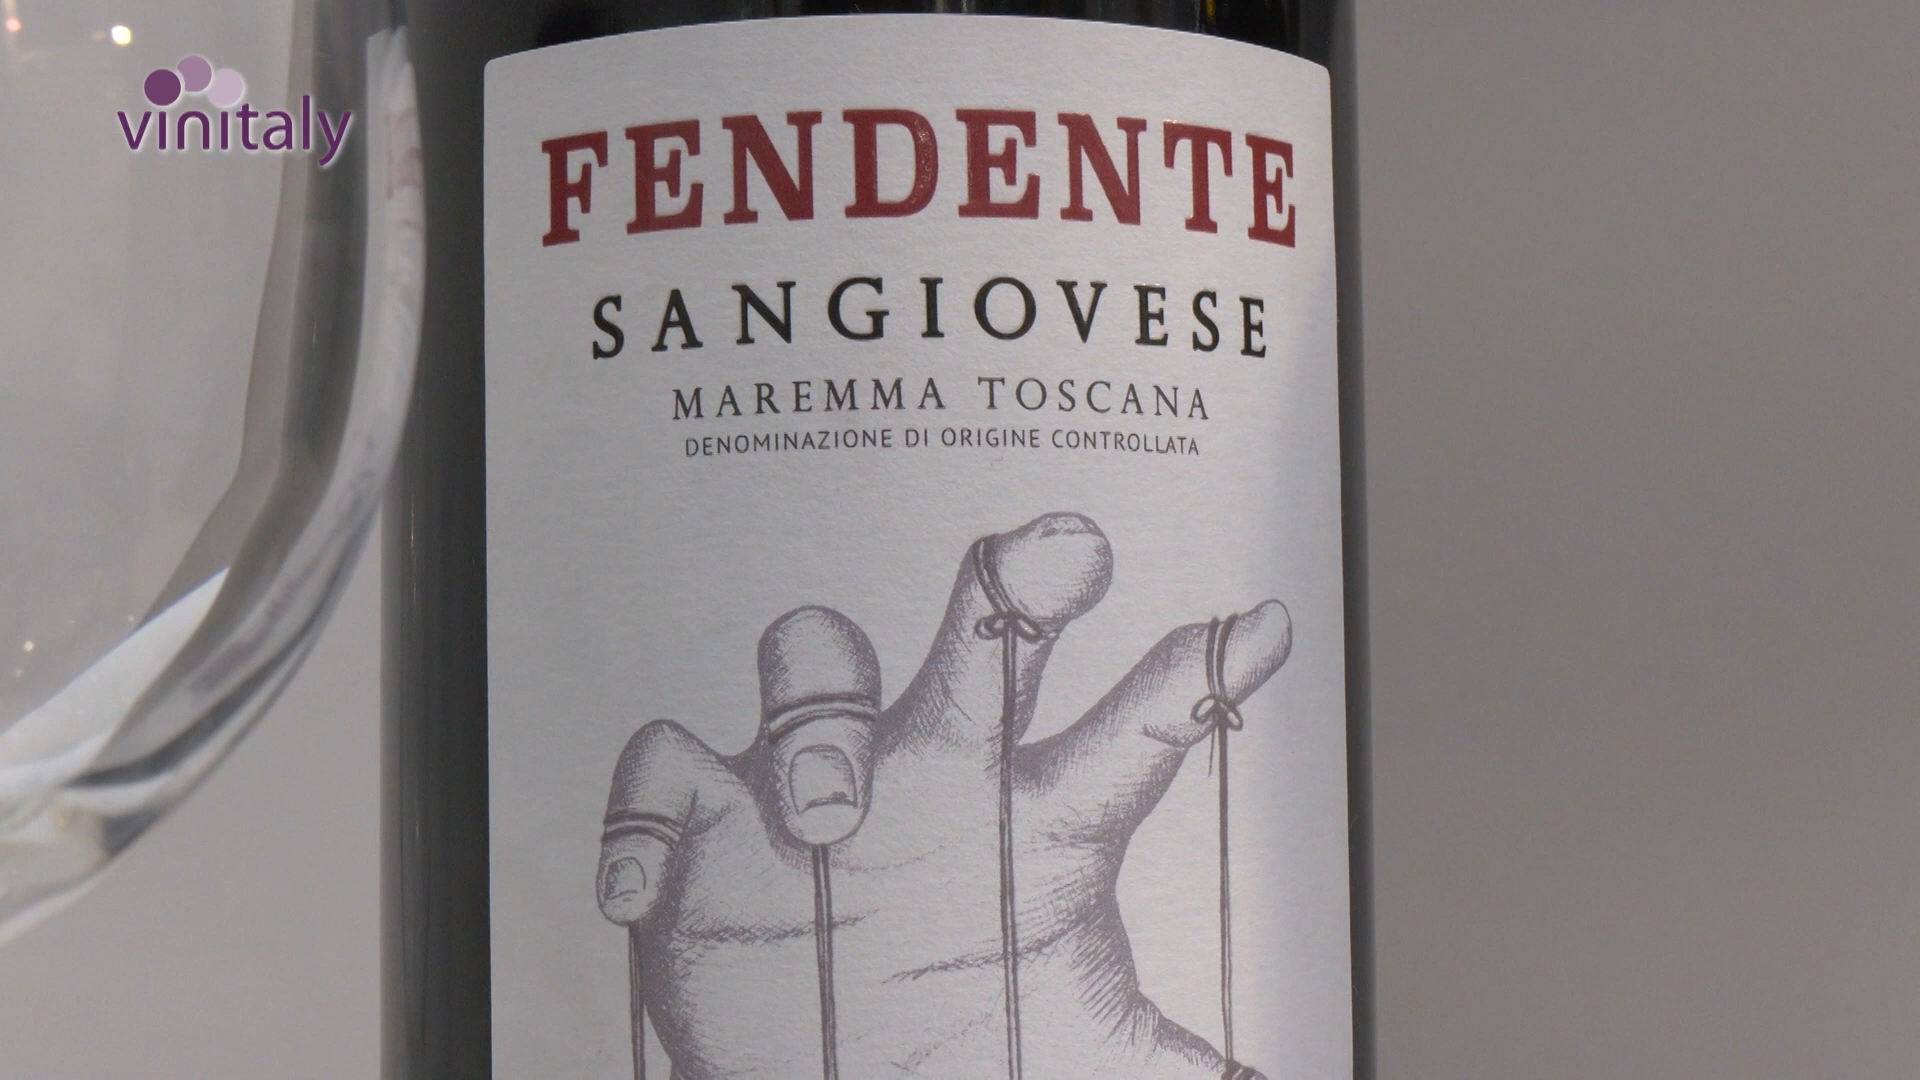 vinitaly
FENDENTE
SANGIOVESE
MAREMMA TOSCANA
DENOMINAZIONE DI ORIGINE CONTROLLATA